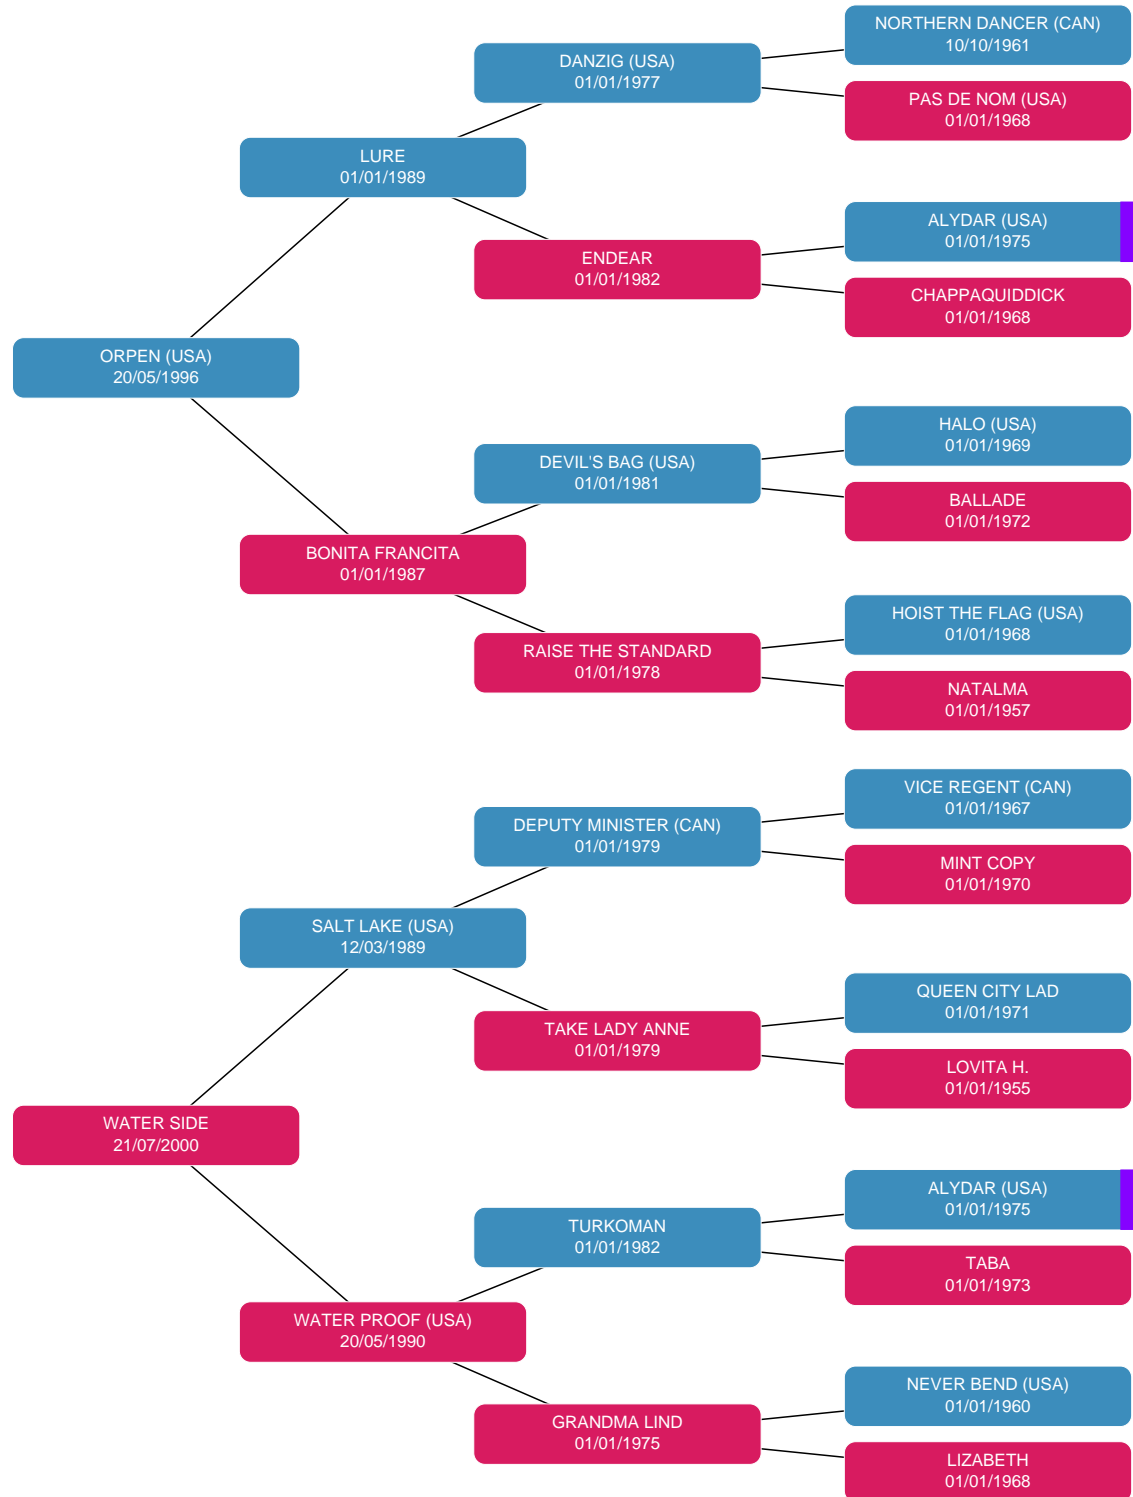 NORTHERN DANCER (CAN)
10/10/1961
DANZIG (USA)
01/01/1977
PAS DE NOM (USA)
01/01/1968
LURE
01/01/1989
ALYDAR (USA)
01/01/1975
ENDEAR
01/01/1982
CHAPPAQUIDDICK
01/01/1968
ORPEN (USA)
20/05/1996
HALO (USA)
01/01/1969
DEVIL'S BAG (USA)
01/01/1981
BALLADE
01/01/1972
BONITA FRANCITA
01/01/1987
HOIST THE FLAG (USA)
01/01/1968
RAISE THE STANDARD
01/01/1978
NATALMA
01/01/1957
VICE REGENT (CAN)
01/01/1967
DEPUTY MINISTER (CAN)
01/01/1979
MINT COPY
01/01/1970
SALT LAKE (USA)
12/03/1989
QUEEN CITY LAD
01/01/1971
TAKE LADY ANNE
01/01/1979
LOVITA H.
01/01/1955
WATER SIDE
21/07/2000
ALYDAR (USA)
01/01/1975
TURKOMAN
01/01/1982
TABA
01/01/1973
WATER PROOF (USA)
20/05/1990
NEVER BEND (USA)
01/01/1960
GRANDMA LIND
01/01/1975
LIZABETH
01/01/1968